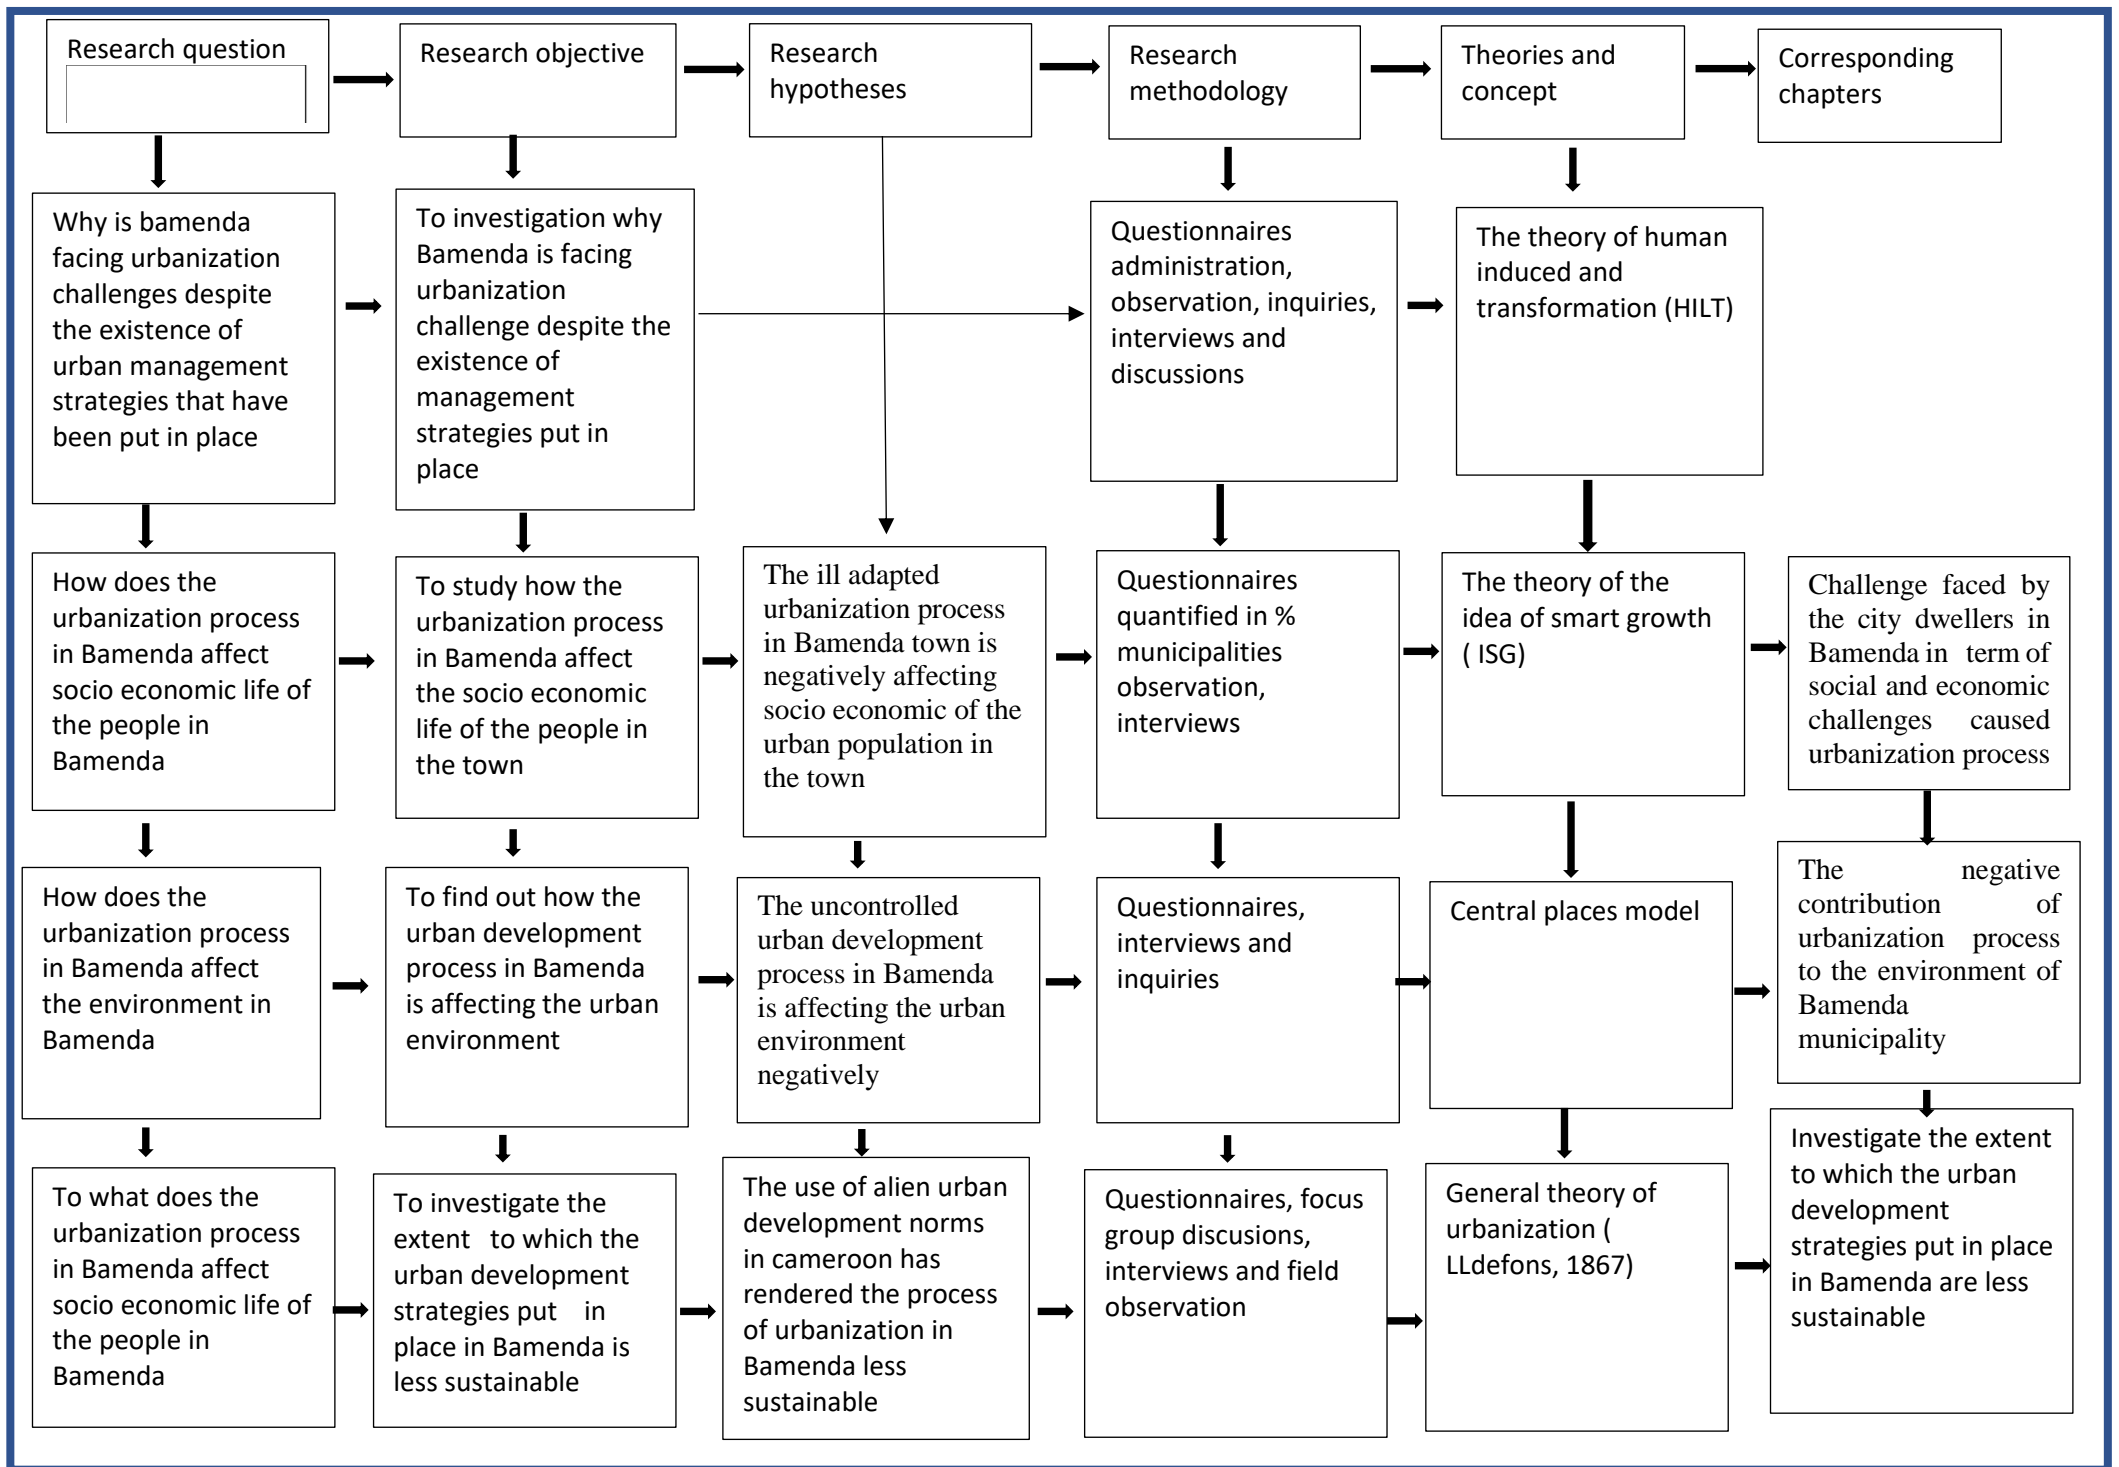 Research question
Research objective
Research
hypotheses
Research
methodology
Theories and
concept
Corresponding
chapters
Why is bamenda
facing urbanization
challenges despite
the existence of
urban management
strategies that have
been put in place
To investigation why
Bamenda is facing
urbanization
challenge despite the
existence of
management
strategies put in
place
Questionnaires
administration,
observation, inquiries,
interviews and
discussions
The theory of human
induced and
transformation (HILT)
How does the
urbanization process
in Bamenda affect
socio economic life of
the people in
Bamenda
To study how the
urbanization process
in Bamenda affect
the socio economic
life of the people in
the town
The ill adapted
urbanization process
in Bamenda town is
negatively affecting
socio economic of the
urban population in
the town
Questionnaires
quantified in %
municipalities
observation,
interviews
The theory of the
idea of smart growth
( ISG)
Challenge faced by
the city dwellers in
Bamenda in term of
social and economic
challenges caused
urbanization process
How does the
urbanization process
in Bamenda affect
the environment in
Bamenda
To find out how the
urban development
process in Bamenda
is affecting the urban
environment
The uncontrolled
urban development
process in Bamenda
is affecting the urban
environment
negatively
Questionnaires,
interviews and
inquiries
Central places model
The negative
contribution of
urbanization process
to the environment of
Bamenda
municipality
To what does the
urbanization process
in Bamenda affect
socio economic life of
the people in
Bamenda
To investigate the
extent to which the
urban development
strategies put in
place in Bamenda is
less sustainable
The use of alien urban
development norms
in cameroon has
rendered the process
of urbanization in
Bamenda less
sustainable
Questionnaires, focus
group discusions,
interviews and field
observation
General theory of
urbanization (
LLdefons, 1867)
Investigate the extent
to which the urban
development
strategies put in place
in Bamenda are less
sustainable